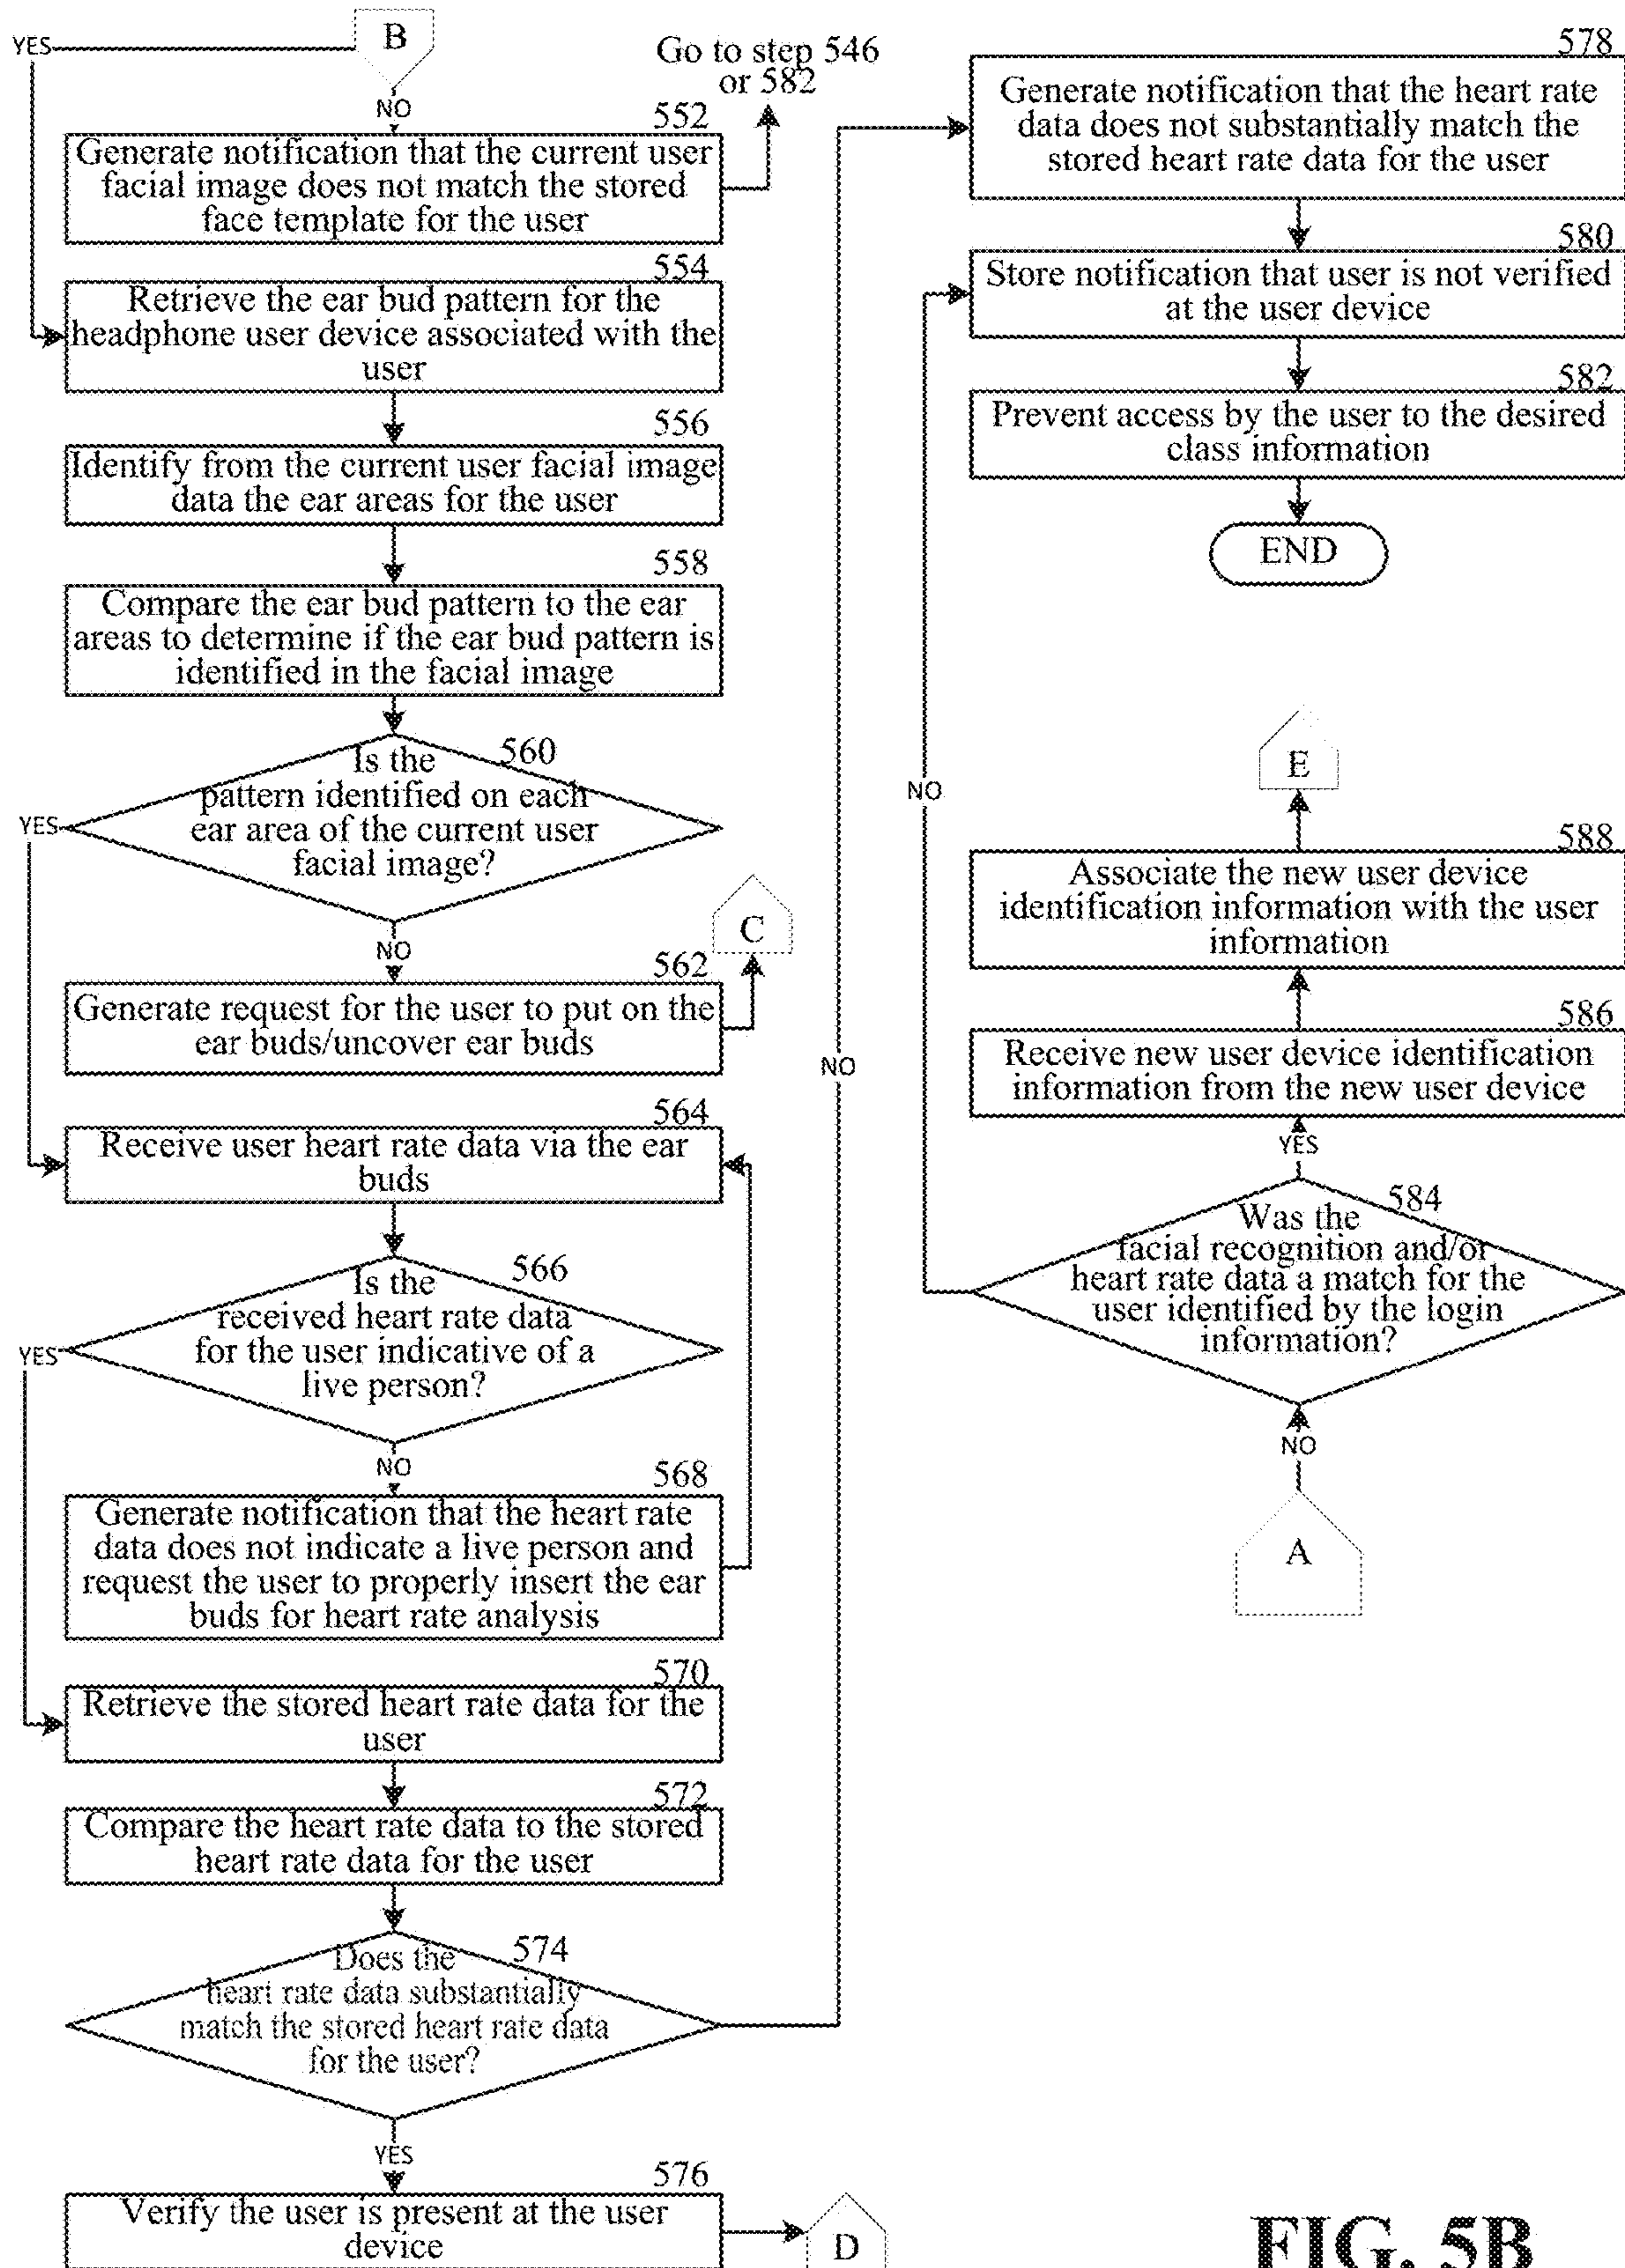 B
YES
NO
Go to step 546
or 582
552
Generate notification that the current user
facial image does not match the stored
face template for the user
554
Retrieve the ear bud pattern for the
headphone user device associated with the
user
556
Identify from the current user facial image
data the ear areas for the user
558
Compare the ear bud pattern to the ear
areas to determine if the ear bud pattern is
identified in the facial image
560
Is the
pattern identified on each
ear area of the current user
facial image?
YES
NO
C
562
Generate request for the user to put on the
ear buds/uncover ear buds
564
Receive user heart rate data via the ear
buds
566
Is the
received heart rate data
for the user indicative of a
live person?
YES
NO
568
Generate notification that the heart rate
data does not indicate a live person and
request the user to properly insert the ear
buds for heart rate analysis
570
Retrieve the stored heart rate data for the
user
572
Compare the heart rate data to the stored
heart rate data for the user
574
Does the
heart rate data substantially
match the stored heart rate data
for the user?
NO
YES
576
Verify the user is present at the user
device
D
578
Generate notification that the heart rate
data does not substantially match the
stored heart rate data for the user
580
Store notification that user is not verified
at the user device
582
Prevent access by the user to the desired
class information
END
E
588
Associate the new user device
identification information with the user
information
586
Receive new user device identification
information from the new user device
YES
NO
584
Was the
facial recognition and/or
heart rate data a match for the
user identified by the login
information?
NO
A
FIG. 5B